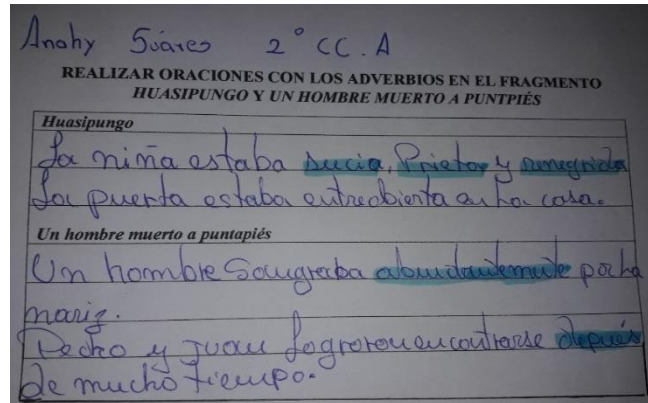 Anahy Suárez 2° CC. A
REALIZAR ORACIONES CON LOS ADVERBIOS EN EL FRAGMENTO
HUASIPUNGO Y UN HOMBRE MUERTO A PUNTPIÉS
Huasipungo
La niña estaba sucia, Prieta y renegrida
La puerta estaba entreabierta en la casa.
Un hombre muerto a puntapiés
Un hombre Sangraba abundantemente por la
nariz.
Pedro y Juan lograron encontrarse después
de mucho tiempo.